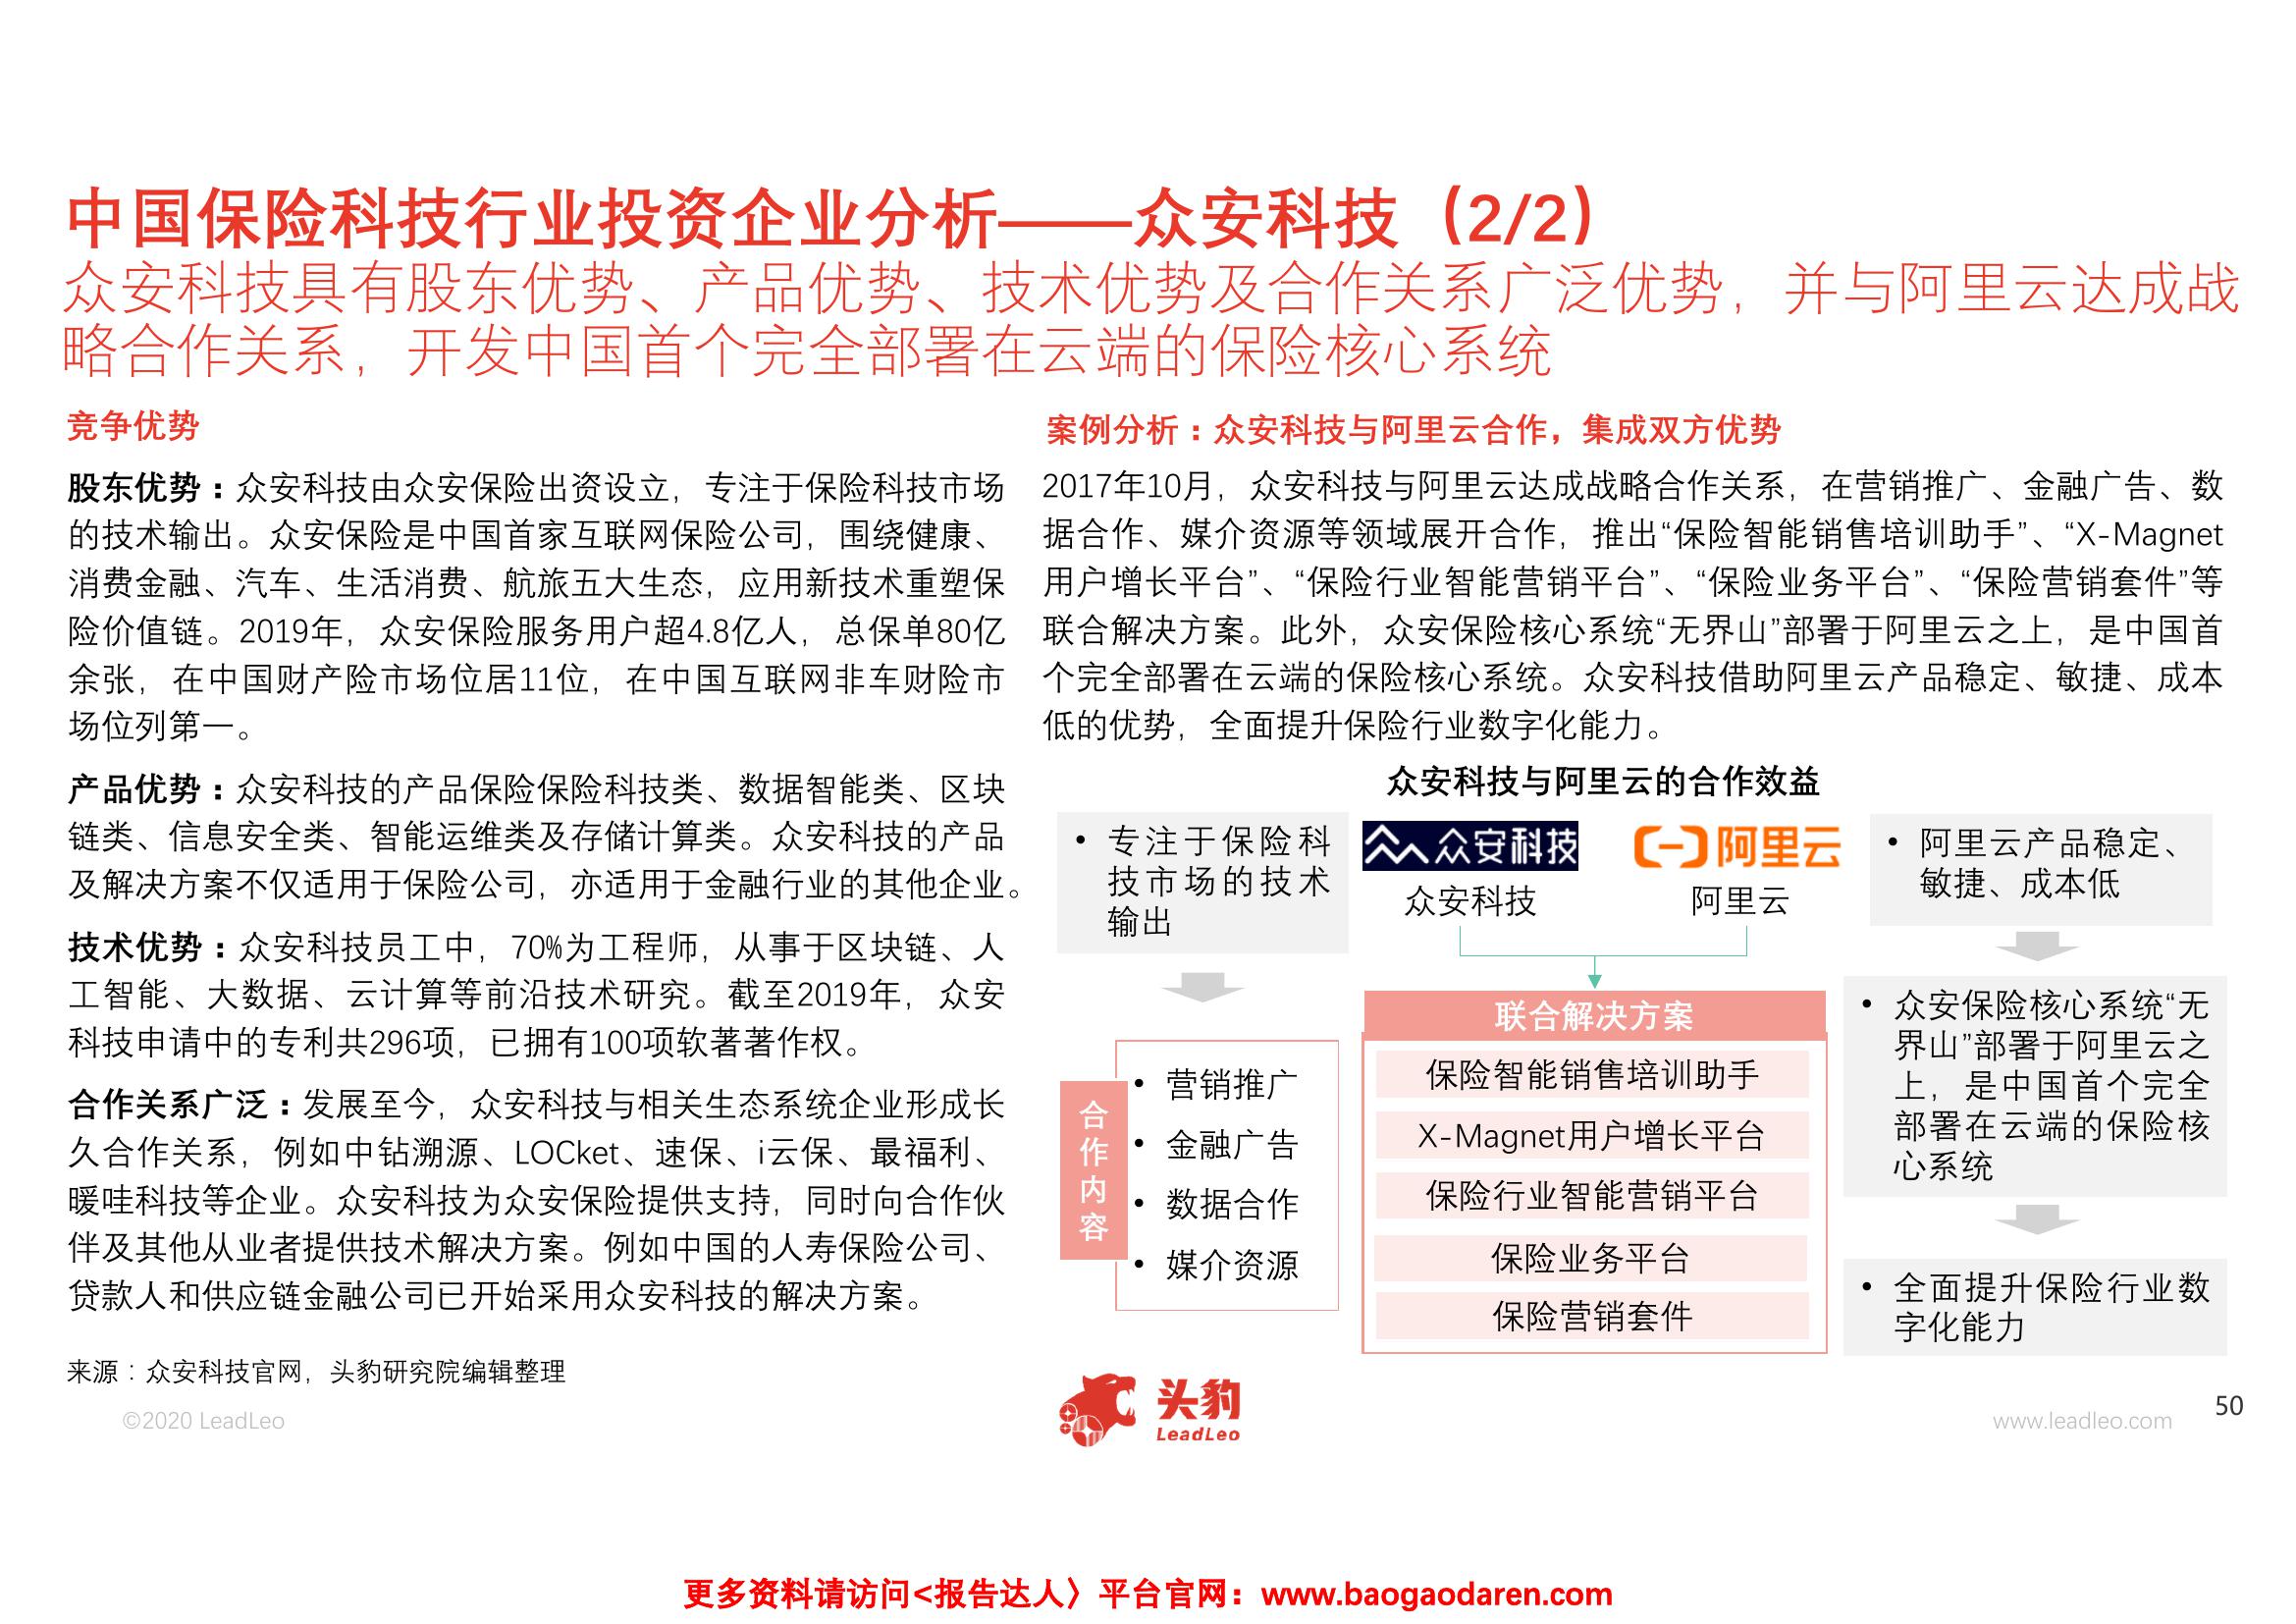 中国保险科技行业投资企业分析——众安科技（2/2）
众安科技具有股东优势、产品优势、技术优势及合作关系广泛优势，并与阿里云达成战
略合作关系，开发中国首个完全部署在云端的保险核心系统
竞争优势
股东优势：众安科技由众安保险出资设立，专注于保险科技市场
的技术输出。众安保险是中国首家互联网保险公司，围绕健康、
消费金融、汽车、生活消费、航旅五大生态，应用新技术重塑保
险价值链。2019年，众安保险服务用户超4.8亿人，总保单80亿
余张，在中国财产险市场位居11位，在中国互联网非车财险市
场位列第一。
产品优势：众安科技的产品保险保险科技类、数据智能类、区块
链类、信息安全类、智能运维类及存储计算类。众安科技的产品
及解决方案不仅适用于保险公司，亦适用于金融行业的其他企业。
技术优势：众安科技员工中，70%为工程师，从事于区块链、人
工智能、大数据、云计算等前沿技术研究。截至2019年，众安
科技申请中的专利共296项，已拥有100项软著著作权。
合作关系广泛：发展至今，众安科技与相关生态系统企业形成长
久合作关系，例如中钻溯源、LOCket、速保、i云保、最福利、
暖哇科技等企业。众安科技为众安保险提供支持，同时向合作伙
伴及其他从业者提供技术解决方案。例如中国的人寿保险公司、
贷款人和供应链金融公司已开始采用众安科技的解决方案。
来源：众安科技官网，头豹研究院编辑整理
案例分析：众安科技与阿里云合作，集成双方优势
2017年10月，众安科技与阿里云达成战略合作关系，在营销推广、金融广告、数
据合作、媒介资源等领域展开合作，推出“保险智能销售培训助手”、“X-Magnet
用户增长平台”、“保险行业智能营销平台”、“保险业务平台”、“保险营销套件”等
联合解决方案。此外，众安保险核心系统“无界山”部署于阿里云之上，是中国首
个完全部署在云端的保险核心系统。众安科技借助阿里云产品稳定、敏捷、成本
低的优势，全面提升保险行业数字化能力。
众安科技与阿里云的合作效益
• 专注于保险科
技市场的技术
输出
合
作
内
容
• 营销推广
• 金融广告
• 数据合作
• 媒介资源
众安科技
众安科技
阿里云
阿里云
联合解决方案
保险智能销售培训助手
X-Magnet用户增长平台
保险行业智能营销平台
保险业务平台
保险营销套件
• 阿里云产品稳定、
敏捷、成本低
• 众安保险核心系统“无
界山”部署于阿里云之
上，是中国首个完全
部署在云端的保险核
心系统
• 全面提升保险行业数
字化能力
©2020 LeadLeo
头豹
LeadLeo
www.leadleo.com
50
更多资料请访问<报告达人〉平台官网：www.baogaodaren.com